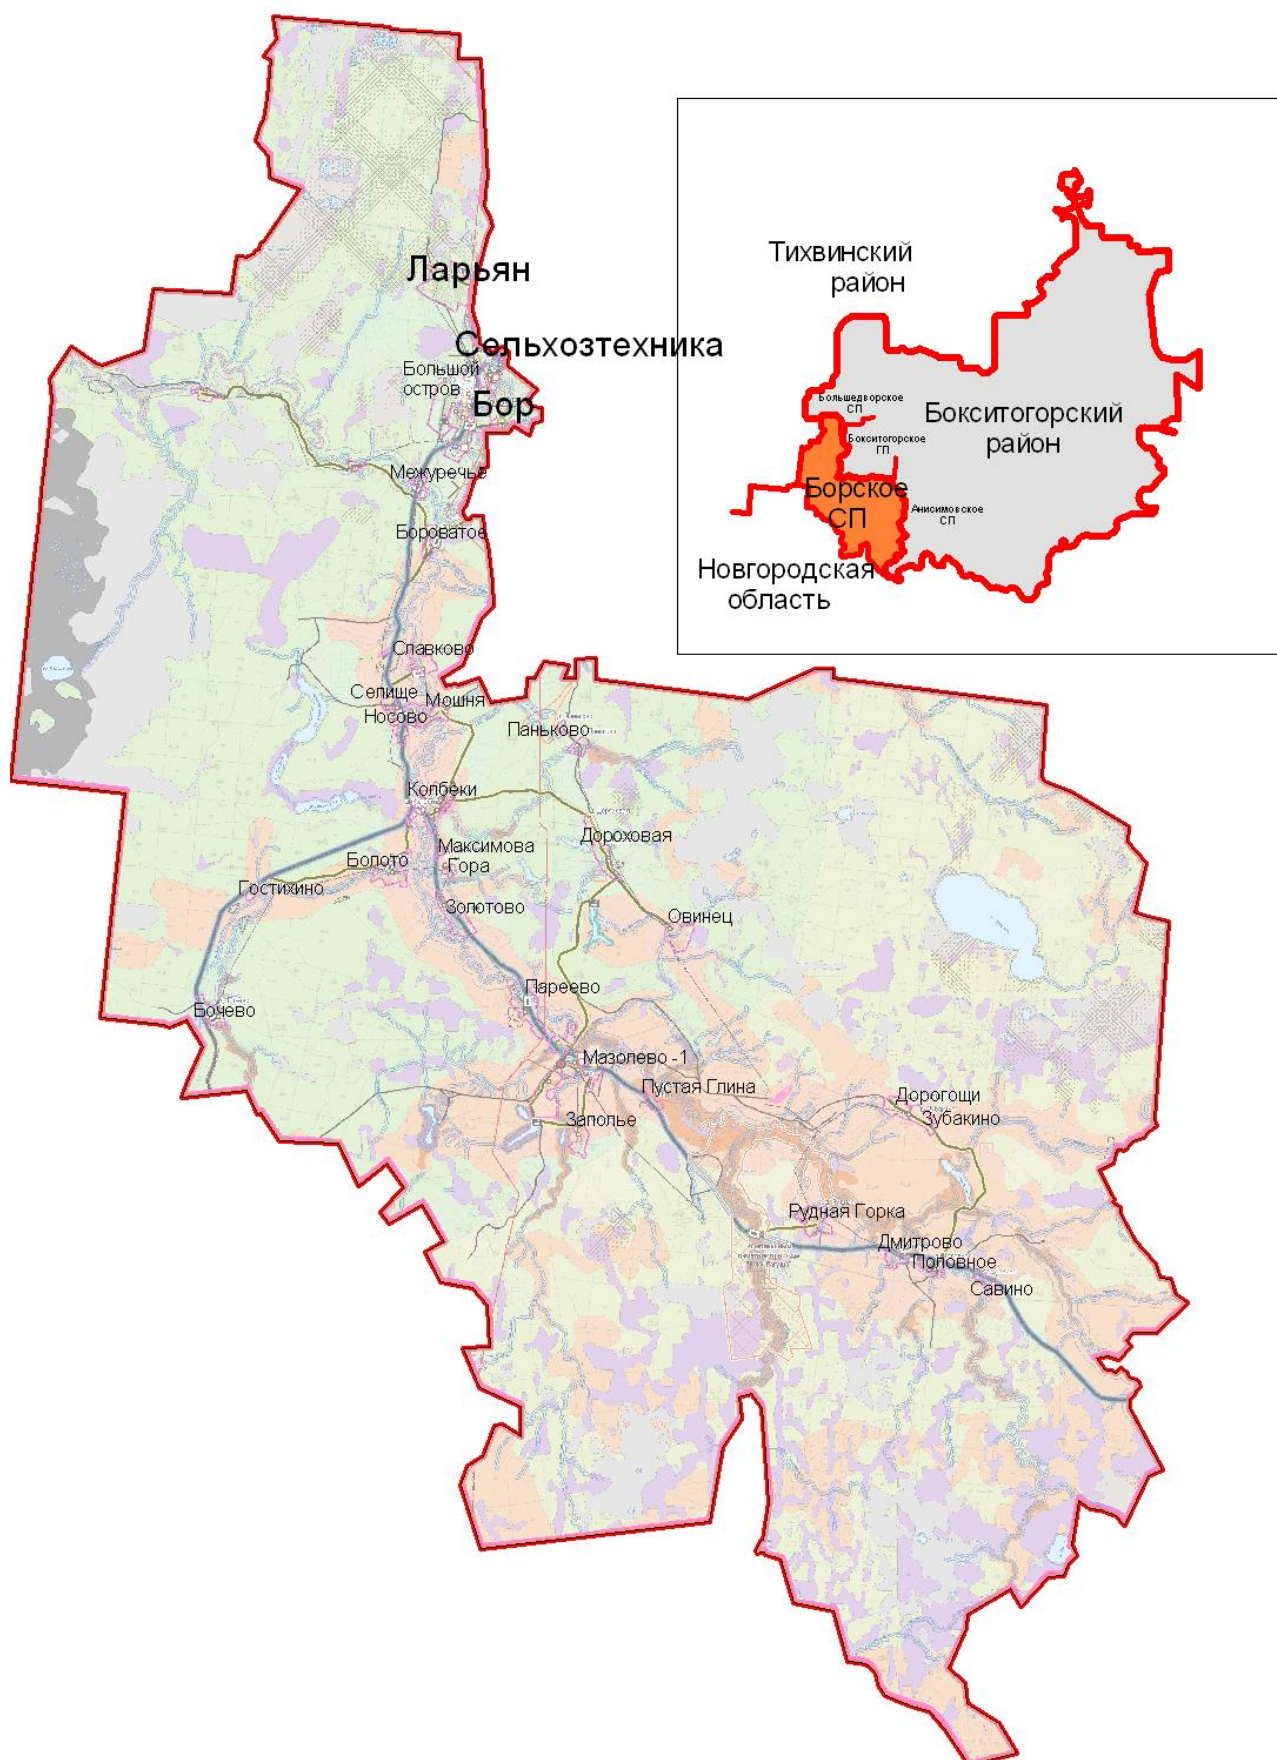 Ларьян
Сельхозтехника
Большой
остров
Бор
Межуречье
Бороватое
Славково
Селище
Мошня
Носово
Паньково
Колбеки
Дороховая
Максимова
Гора
Болото
Гостихино
Золотово
Овинец
Пареево
Бочево
Мазолево -1
Пустая Глина
Дорогощи
Зубакино
Заполье
Рудная Горка
Дмитрово
Половное
Савино
Тихвинский
район
Большедворское
СП
Бокситогорский
район
Бокситогорское
ГП
Борское
СП
Анисимовское
СП
Новгородская
область